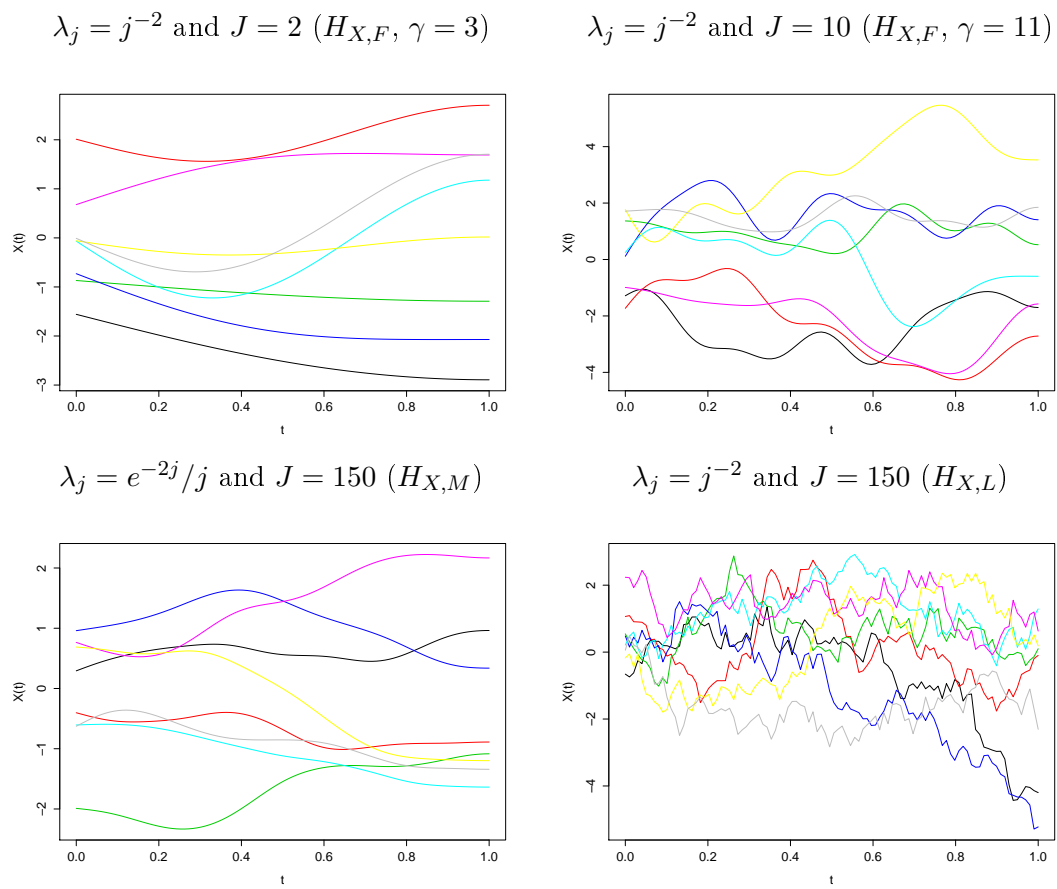 λ_j = j^{-2} and J = 2 (H_{X,F}, γ = 3)
λ_j = j^{-2} and J = 10 (H_{X,F}, γ = 11)
X(t)
2
1
0
-1
-2
-3
0.0 0.2 0.4 0.6 0.8 1.0
t
X(t)
4
2
0
-2
-4
0.0 0.2 0.4 0.6 0.8 1.0
t
λ_j = e^{-2j}/j and J = 150 (H_{X,M})
λ_j = j^{-2} and J = 150 (H_{X,L})
X(t)
2
1
0
-1
-2
0.0 0.2 0.4 0.6 0.8 1.0
t
X(t)
2
0
-2
-4
0.0 0.2 0.4 0.6 0.8 1.0
t